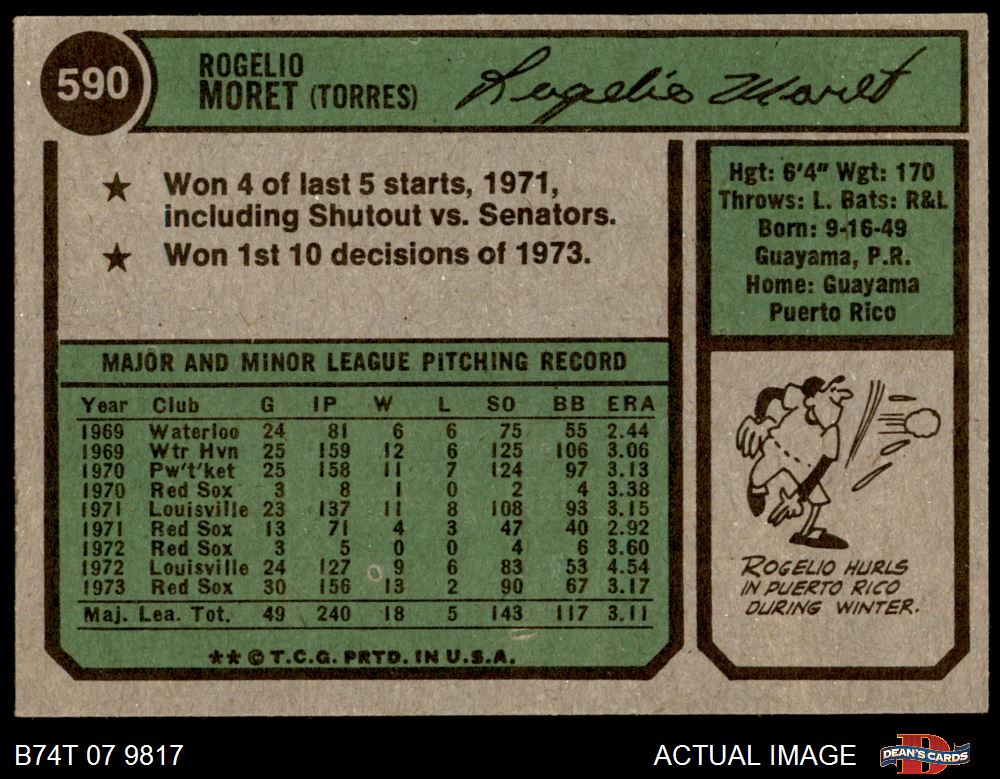 590
ROGELIO
MORET (TORRES)
Rogelio Moret
★ Won 4 of last 5 starts, 1971,
including Shutout vs. Senators.
★ Won 1st 10 decisions of 1973.
Hgt: 6'4" Wgt: 170
Throws: L. Bats: R&L
Born: 9-16-49
Guayama, P.R.
Home: Guayama
Puerto Rico
MAJOR AND MINOR LEAGUE PITCHING RECORD
Year Club G IP W L SO BB ERA
1969 Waterloo 24 81 6 6 75 55 2.44
1969 Wtr Hvn 25 159 12 6 125 106 3.06
1970 Pw't'ket 25 158 11 7 124 97 3.13
1970 Red Sox 3 8 1 0 2 4 3.38
1971 Louisville 23 137 11 8 108 93 3.15
1971 Red Sox 13 71 4 3 47 40 2.92
1972 Red Sox 3 5 0 0 4 6 3.60
1972 Louisville 24 127 9 6 83 53 4.54
1973 Red Sox 30 156 13 2 90 67 3.17
Maj. Lea. Tot. 49 240 18 5 143 117 3.11
** © T.C.G. PRTD. IN U.S.A.
ROGELIO HURLS
IN PUERTO RICO
DURING WINTER.
B74T 07 9817
ACTUAL IMAGE
D
DEAN'S CARDS